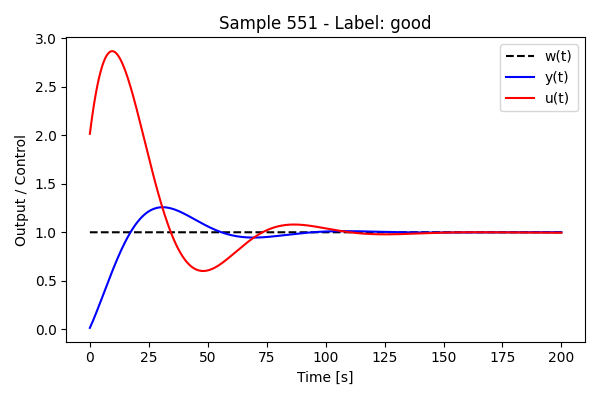 Sample 551 - Label: good
Output / Control
3.0
2.5
2.0
1.5
1.0
0.5
0.0
w(t)
y(t)
u(t)
0 25 50 75 100 125 150 175 200
Time [s]